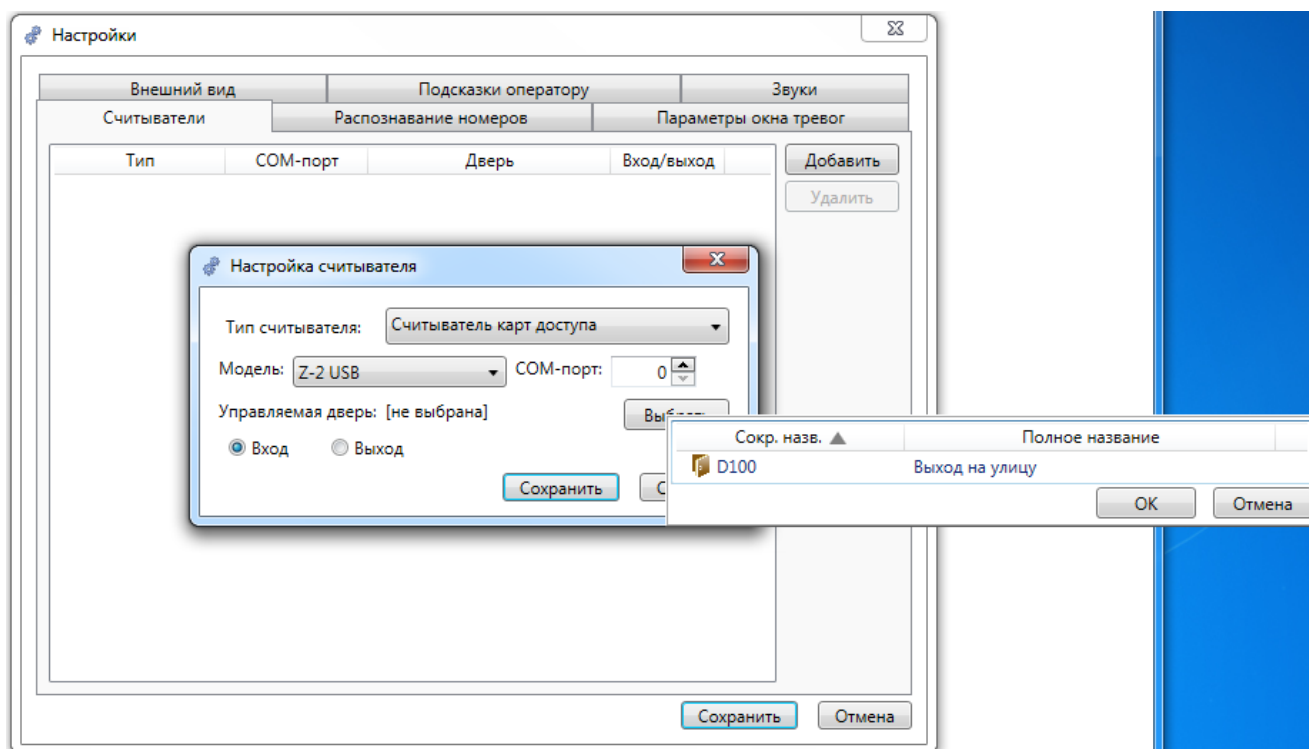 Настройки
Внешний вид Подсказки оператору Звуки
Считыватели Распознавание номеров Параметры окна тревог
Тип COM-порт Дверь Вход/выход Добавить
Удалить
Настройка считывателя
Тип считывателя: Считыватель карт доступа
Модель: Z-2 USB COM-порт: 0
Управляемая дверь: [не выбрана]
Вход Выход
Сохранить
Сокр. назв. Полное название
D100 Выход на улицу
OK Отмена
Сохранить Отмена